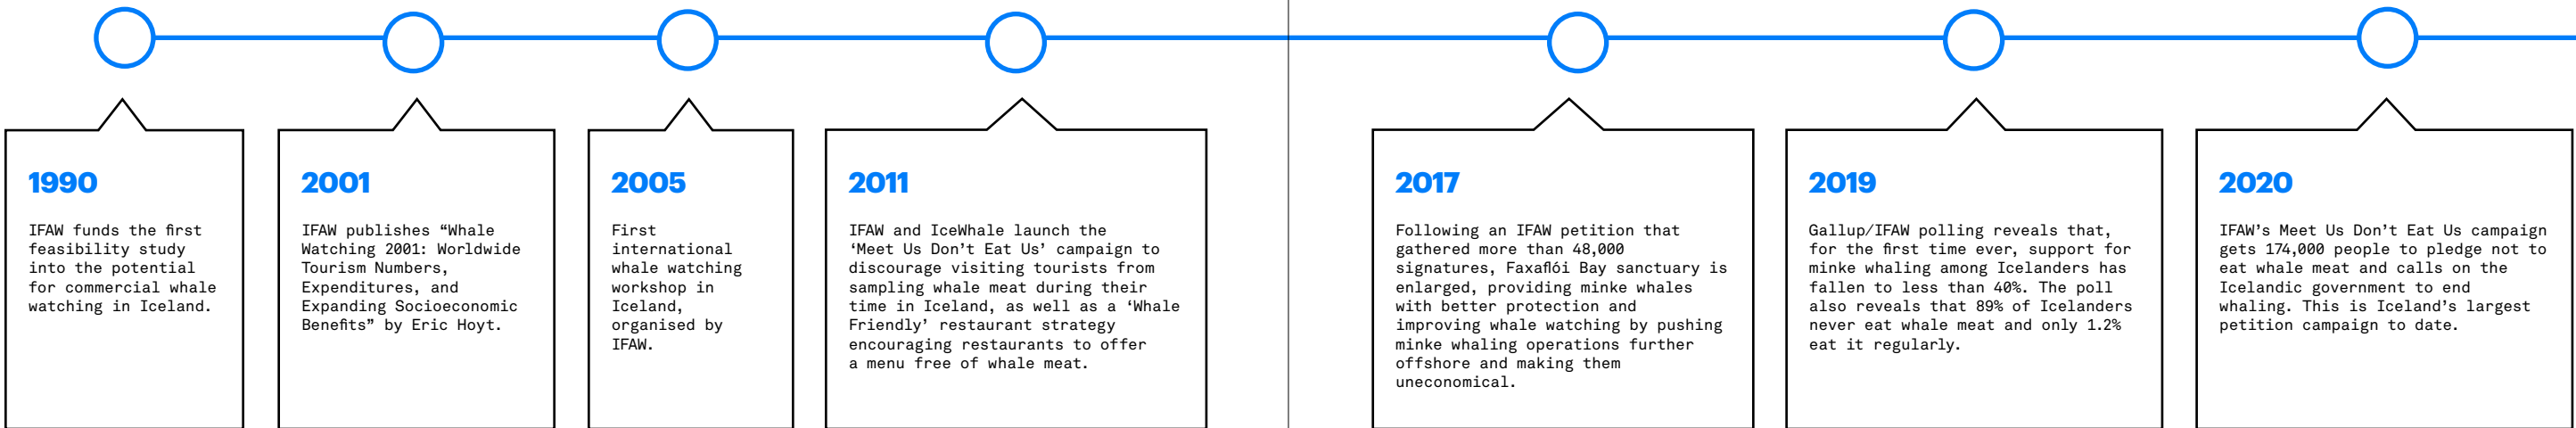 1990
IFAW funds the first
feasibility study
into the potential
for commercial whale
watching in Iceland.
2001
IFAW publishes “Whale
Watching 2001: Worldwide
Tourism Numbers,
Expenditures, and
Expanding Socioeconomic
Benefits” by Eric Hoyt.
2005
First
international
whale watching
workshop in
Iceland,
organised by
IFAW.
2011
IFAW and IceWhale launch the
‘Meet Us Don’t Eat Us’ campaign to
discourage visiting tourists from
sampling whale meat during their
time in Iceland, as well as a ‘Whale
Friendly’ restaurant strategy
encouraging restaurants to offer
a menu free of whale meat.
2017
Following an IFAW petition that
gathered more than 48,000
signatures, Faxaflói Bay sanctuary is
enlarged, providing minke whales
with better protection and
improving whale watching by pushing
minke whaling operations further
offshore and making them
uneconomical.
2019
Gallup/IFAW polling reveals that,
for the first time ever, support for
minke whaling among Icelanders has
fallen to less than 40%. The poll
also reveals that 89% of Icelanders
never eat whale meat and only 1.2%
eat it regularly.
2020
IFAW’s Meet Us Don’t Eat Us campaign
gets 174,000 people to pledge not to
eat whale meat and calls on the
Icelandic government to end
whaling. This is Iceland’s largest
petition campaign to date.